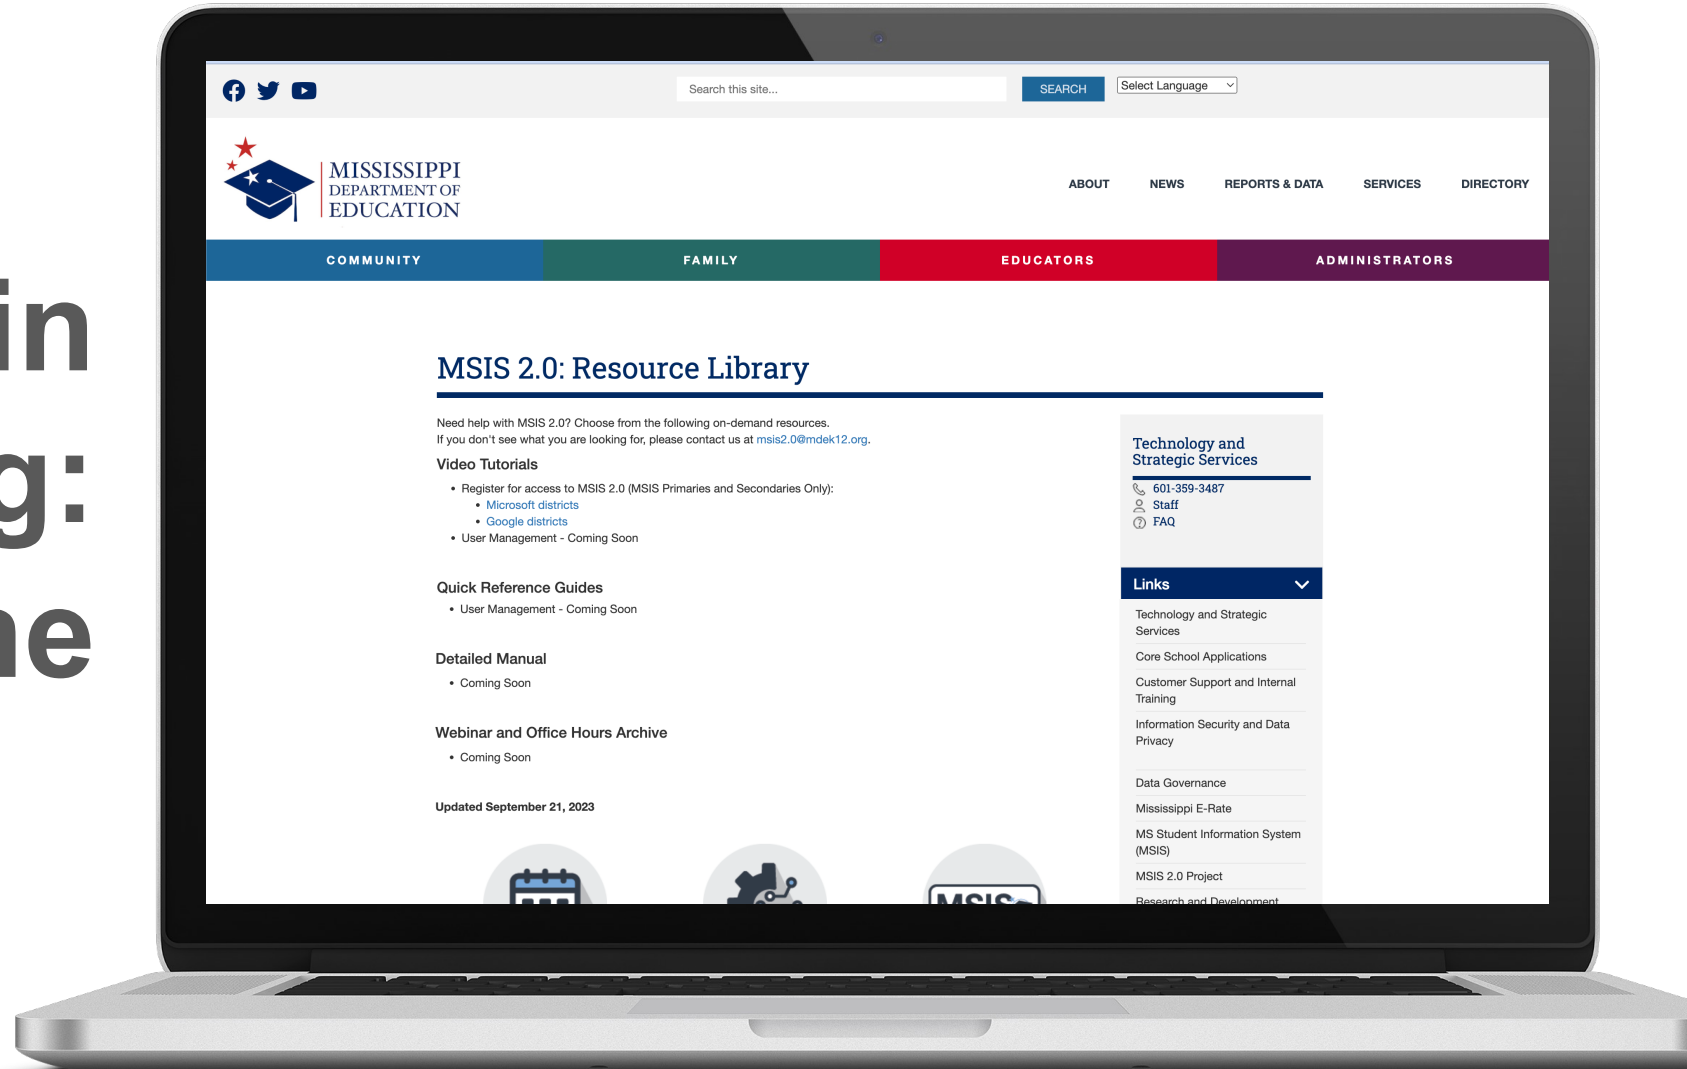 in
g:
ne
Search this site...
SEARCH
Select Language
MISSISSIPPI
DEPARTMENT OF
EDUCATION
ABOUT NEWS REPORTS & DATA SERVICES DIRECTORY
COMMUNITY FAMILY EDUCATORS ADMINISTRATORS
MSIS 2.0: Resource Library
Need help with MSIS 2.0? Choose from the following on-demand resources.
If you don't see what you are looking for, please contact us at msis2.0@mdek12.org.
Video Tutorials
• Register for access to MSIS 2.0 (MSIS Primaries and Secondaries Only):
• Microsoft districts
• Google districts
• User Management - Coming Soon
Quick Reference Guides
• User Management - Coming Soon
Detailed Manual
• Coming Soon
Webinar and Office Hours Archive
• Coming Soon
Updated September 21, 2023
MSIS
Technology and
Strategic Services
601-359-3487
Staff
FAQ
Links
Technology and Strategic
Services
Core School Applications
Customer Support and Internal
Training
Information Security and Data
Privacy
Data Governance
Mississippi E-Rate
MS Student Information System
(MSIS)
MSIS 2.0 Project
Research and Development